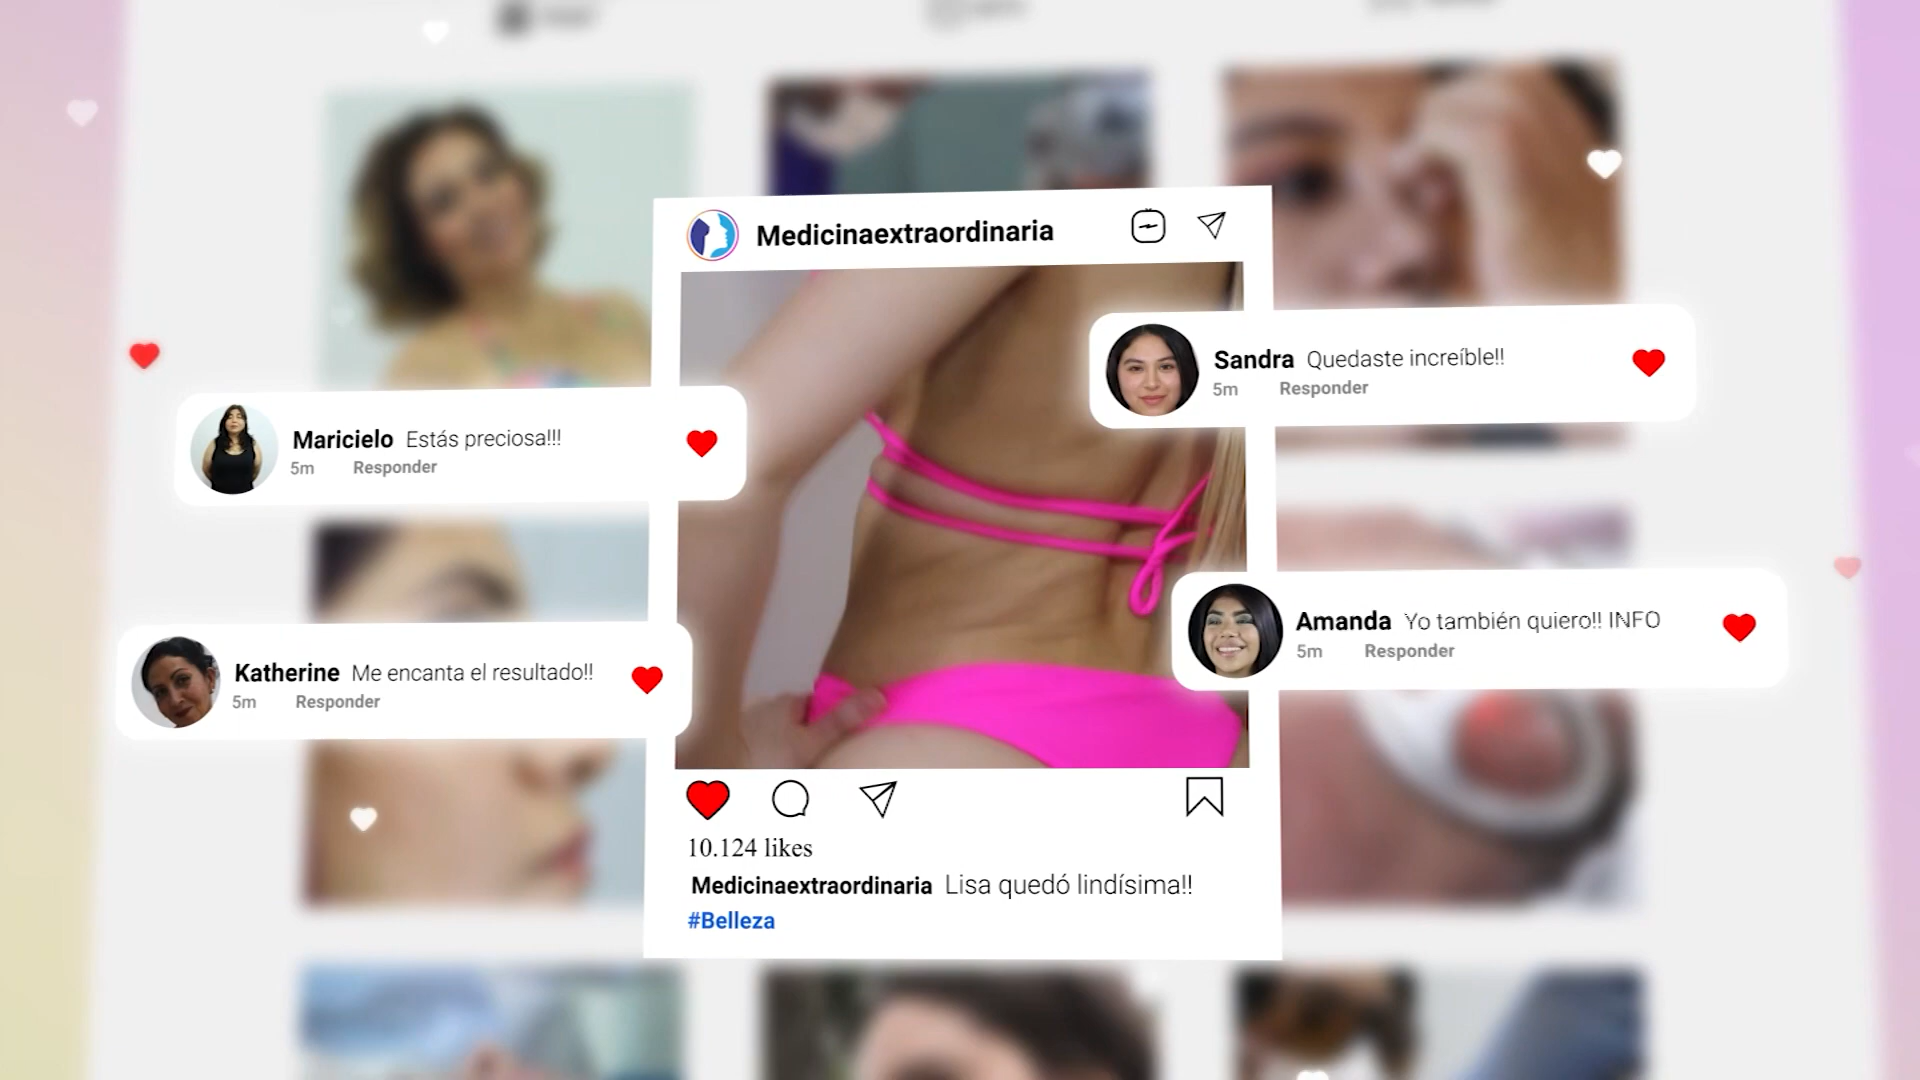 Medicinaextraordinaria
Sandra Quedaste increíble!!
5m Responder
Maricielo Estás preciosa!!!
5m Responder
Amanda Yo también quiero!! INFO
5m Responder
Katherine Me encanta el resultado!!
5m Responder
10.124 likes
Medicinaextraordinaria Lisa quedó lindísima!!
#Belleza